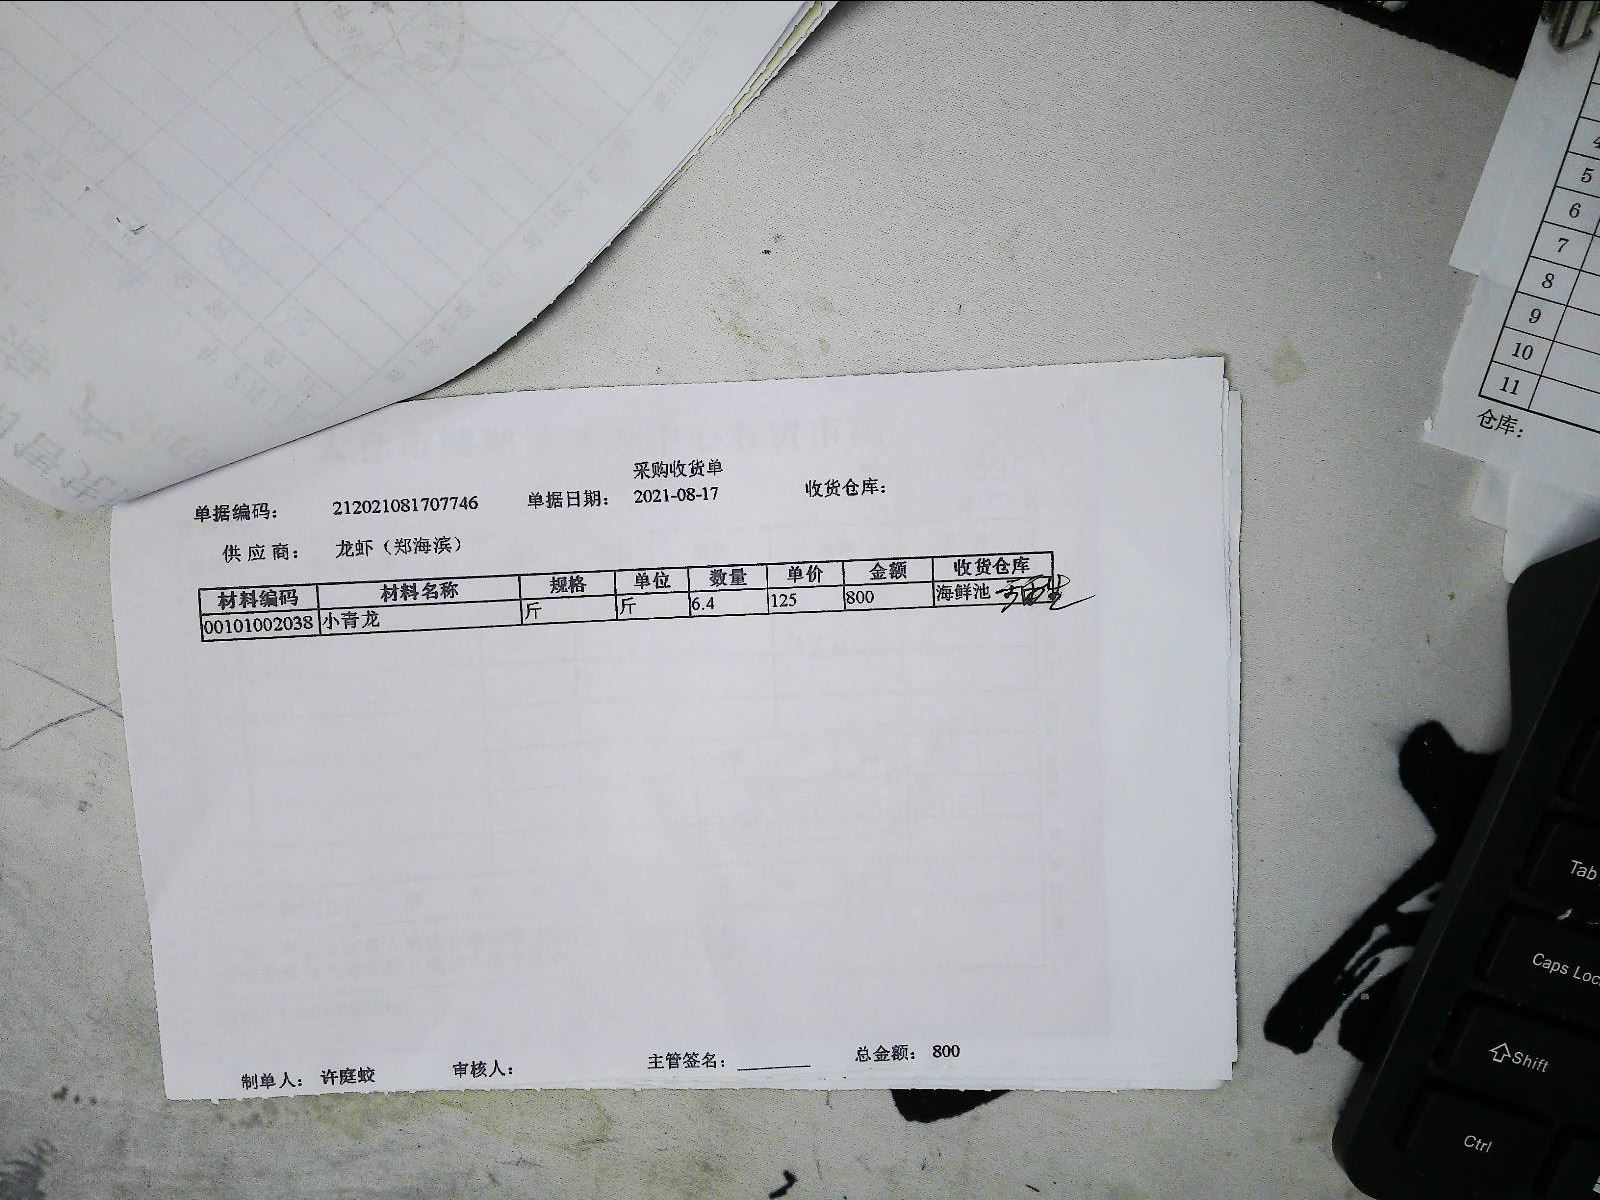 采购收货单
单据编码： 212021081707746 单据日期： 2021-08-17 收货仓库：
供 应 商： 龙虾（郑海滨）
材料编码 材料名称 规格 单位 数量 单价 金额 收货仓库
00101002038 小青龙 斤 斤 6.4 125 800 海鲜池
制单人： 许庭蛟 审核人： 主管签名： 总金额： 800
5
6
7
8
9
10
11
仓库：
Tab
Caps Loc
Shift
Ctrl